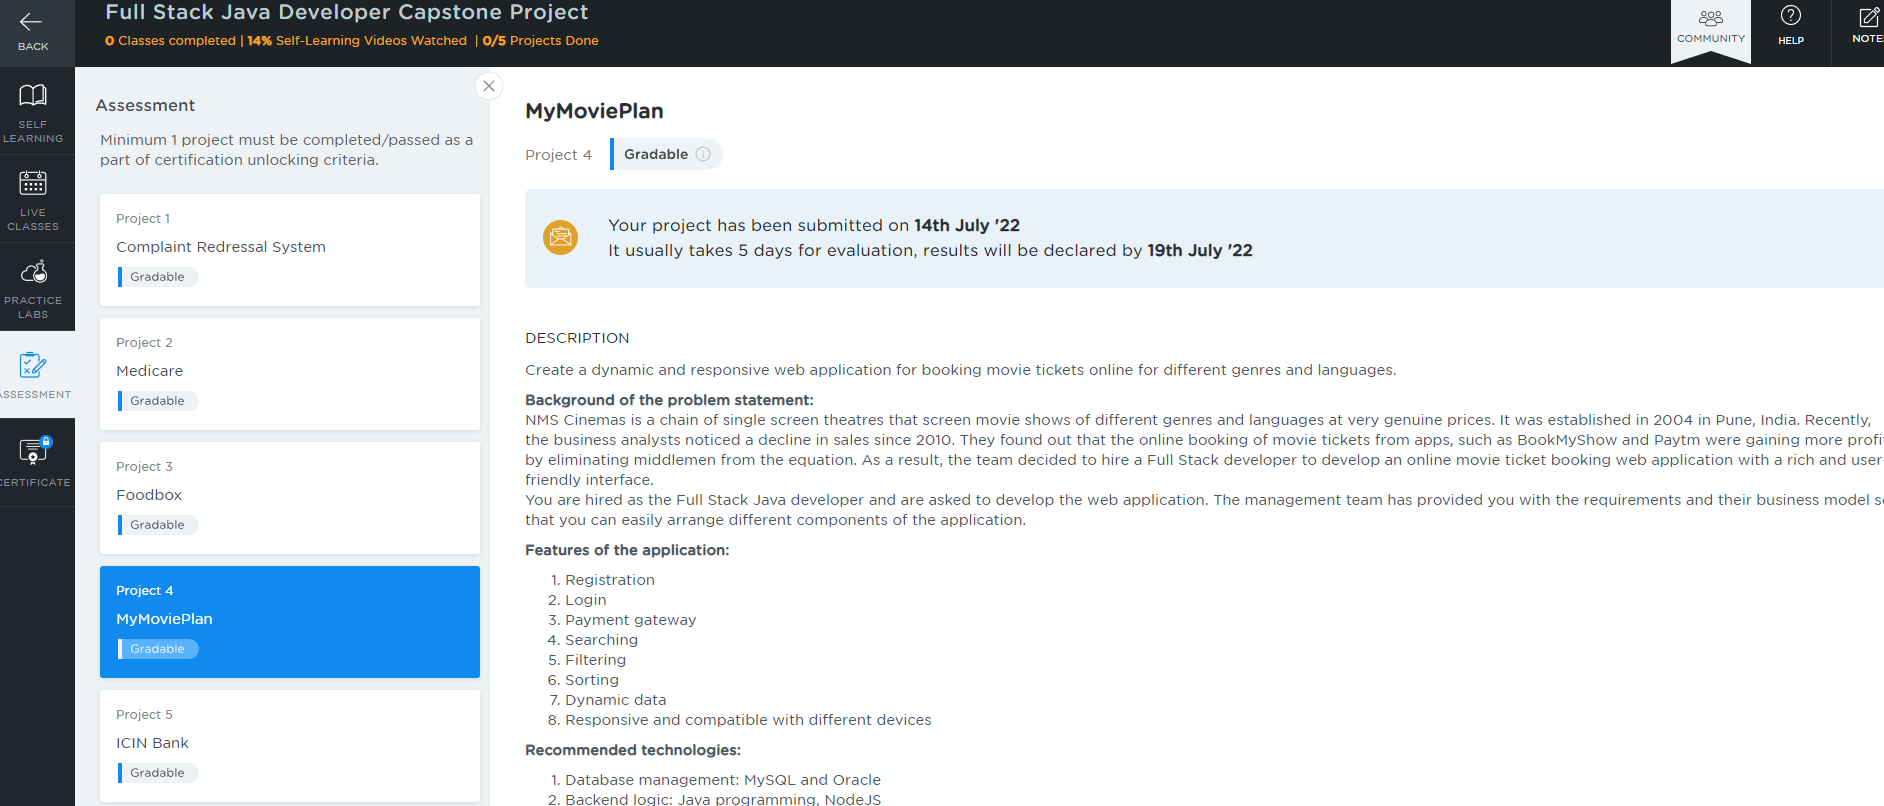 Full Stack Java Developer Capstone Project
0 Classes completed | 14% Self-Learning Videos Watched | 0/5 Projects Done
BACK
COMMUNITY
HELP
NOTE
SELF
LEARNING
LIVE
CLASSES
PRACTICE
LABS
ASSESSMENT
CERTIFICATE
Assessment
Minimum 1 project must be completed/passed as a
part of certification unlocking criteria.
Project 1
Complaint Redressal System
Gradable
Project 2
Medicare
Gradable
Project 3
Foodbox
Gradable
Project 4
MyMoviePlan
Gradable
Project 5
ICIN Bank
Gradable
MyMoviePlan
Project 4 Gradable
Your project has been submitted on 14th July '22
It usually takes 5 days for evaluation, results will be declared by 19th July '22
DESCRIPTION
Create a dynamic and responsive web application for booking movie tickets online for different genres and languages.
Background of the problem statement:
NMS Cinemas is a chain of single screen theatres that screen movie shows of different genres and languages at very genuine prices. It was established in 2004 in Pune, India. Recently,
the business analysts noticed a decline in sales since 2010. They found out that the online booking of movie tickets from apps, such as BookMyShow and Paytm were gaining more profit
by eliminating middlemen from the equation. As a result, the team decided to hire a Full Stack developer to develop an online movie ticket booking web application with a rich and user-
friendly interface.
You are hired as the Full Stack Java developer and are asked to develop the web application. The management team has provided you with the requirements and their business model so
that you can easily arrange different components of the application.
Features of the application:
1. Registration
2. Login
3. Payment gateway
4. Searching
5. Filtering
6. Sorting
7. Dynamic data
8. Responsive and compatible with different devices
Recommended technologies:
1. Database management: MySQL and Oracle
2. Backend logic: Java programming, NodeJS